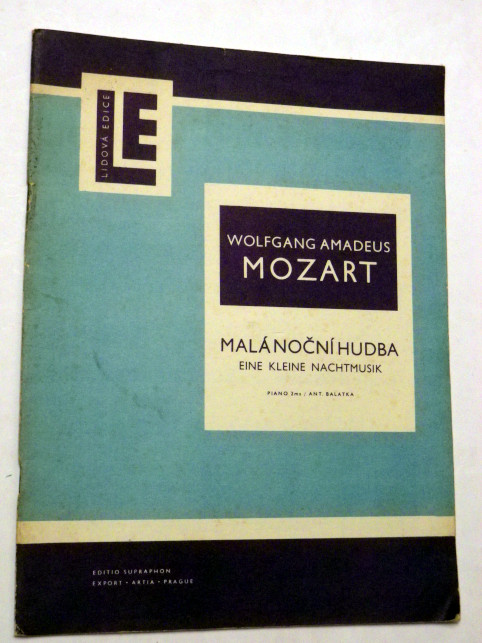 LIDOVÁ EDICE
LE
WOLFGANG AMADEUS
MOZART
MALÁ NOČNÍ HUDBA
EINE KLEINE NACHTMUSIK
PIANO 2ms / ANT. BALATKA
EDITIO SUPRAPHON
EXPORT • ARTIA • PRAGUE